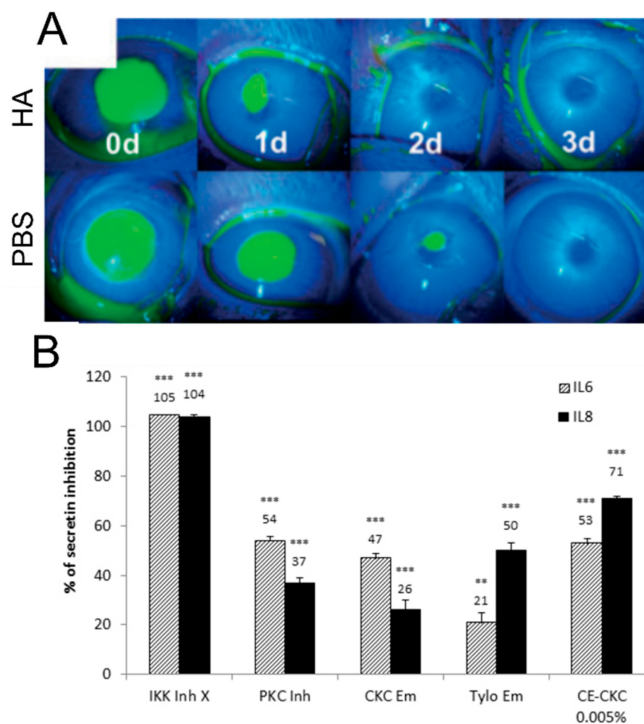 A
HA
0d
1d
2d
3d
PBS
B
% of secretin inhibition
120
100
80
60
40
20
0
IL6
IL8
***
105
***
104
***
54
***
37
***
47
***
26
**
21
***
50
***
53
***
71
IKK Inh X
PKC Inh
CKC Em
Tylo Em
CE-CKC
0.005%